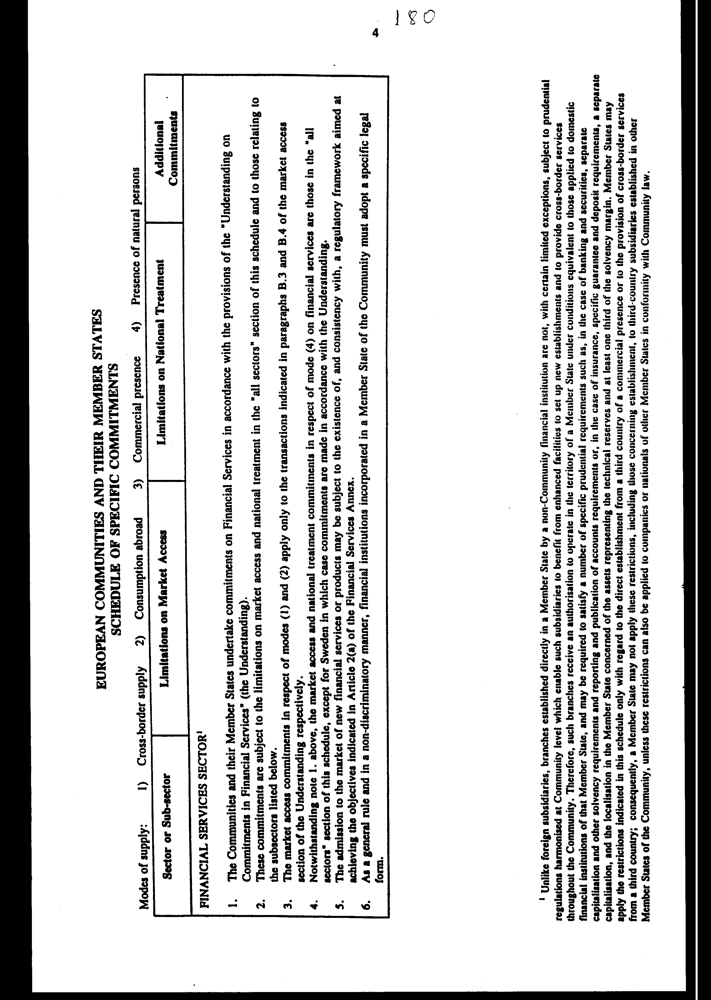 180
4
EUROPEAN COMMUNITIES AND THEIR MEMBER STATES
SCHEDULE OF SPECIFIC COMMITMENTS
Modes of supply: 1) Cross-border supply 2) Consumption abroad 3) Commercial presence 4) Presence of natural persons
Sector or Sub-sector Limitations on Market Access Limitations on National Treatment Additional
Commitments
FINANCIAL SERVICES SECTOR¹
1. The Communities and their Member States undertake commitments on Financial Services in accordance with the provisions of the "Understanding on
Commitments in Financial Services" (the Understanding).
2. These commitments are subject to the limitations on market access and national treatment in the "all sectors" section of this schedule and to those relating to
the subsectors listed below.
3. The market access commitments in respect of modes (1) and (2) apply only to the transactions indicated in paragraphs B.3 and B.4 of the market access
section of the Understanding respectively.
4. Notwithstanding note 1. above, the market access and national treatment commitments in respect of mode (4) on financial services are those in the "all
sectors" section of this schedule, except for Sweden in which case commitments are made in accordance with the Understanding.
5. The admission to the market of new financial services or products may be subject to the existence of, and consistency with, a regulatory framework aimed at
achieving the objectives indicated in Article 2(a) of the Financial Services Annex.
6. As a general rule and in a non-discriminatory manner, financial institutions incorporated in a Member State of the Community must adopt a specific legal
form.
¹ Unlike foreign subsidiaries, branches established directly in a Member State by a non-Community financial institution are not, with certain limited exceptions, subject to prudential
regulations harmonised at Community level which enable such subsidiaries to benefit from enhanced facilities to set up new establishments and to provide cross-border services
throughout the Community. Therefore, such branches receive an authorisation to operate in the territory of a Member State under conditions equivalent to those applied to domestic
financial institutions of that Member State, and may be required to satisfy a number of specific prudential requirements such as, in the case of banking and securities, separate
capitalisation and other solvency requirements and reporting and publication of accounts requirements or, in the case of insurance, specific guarantee and deposit requirements, a separate
capitalisation, and the localisation in the Member State concerned of the assets representing the technical reserves and at least one third of the solvency margin. Member States may
apply the restrictions indicated in this schedule only with regard to the direct establishment from a third country of a commercial presence or to the provision of cross-border services
from a third country; consequently, a Member State may not apply these restrictions, including those concerning establishment, to third-country subsidiaries established in other
Member States of the Community, unless these restrictions can also be applied to companies or nationals of other Member States in conformity with Community law.